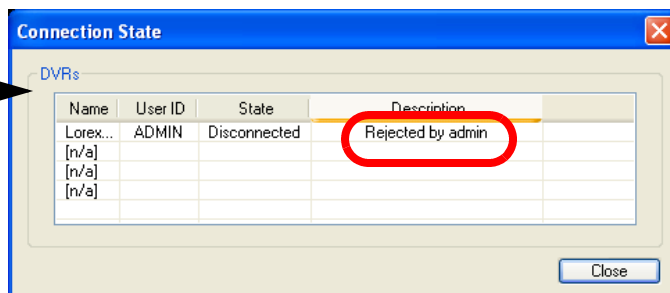 Connection State
DVRs
Name User ID State Description
Lorex... ADMIN Disconnected Rejected by admin
[n/a]
[n/a]
[n/a]
Close